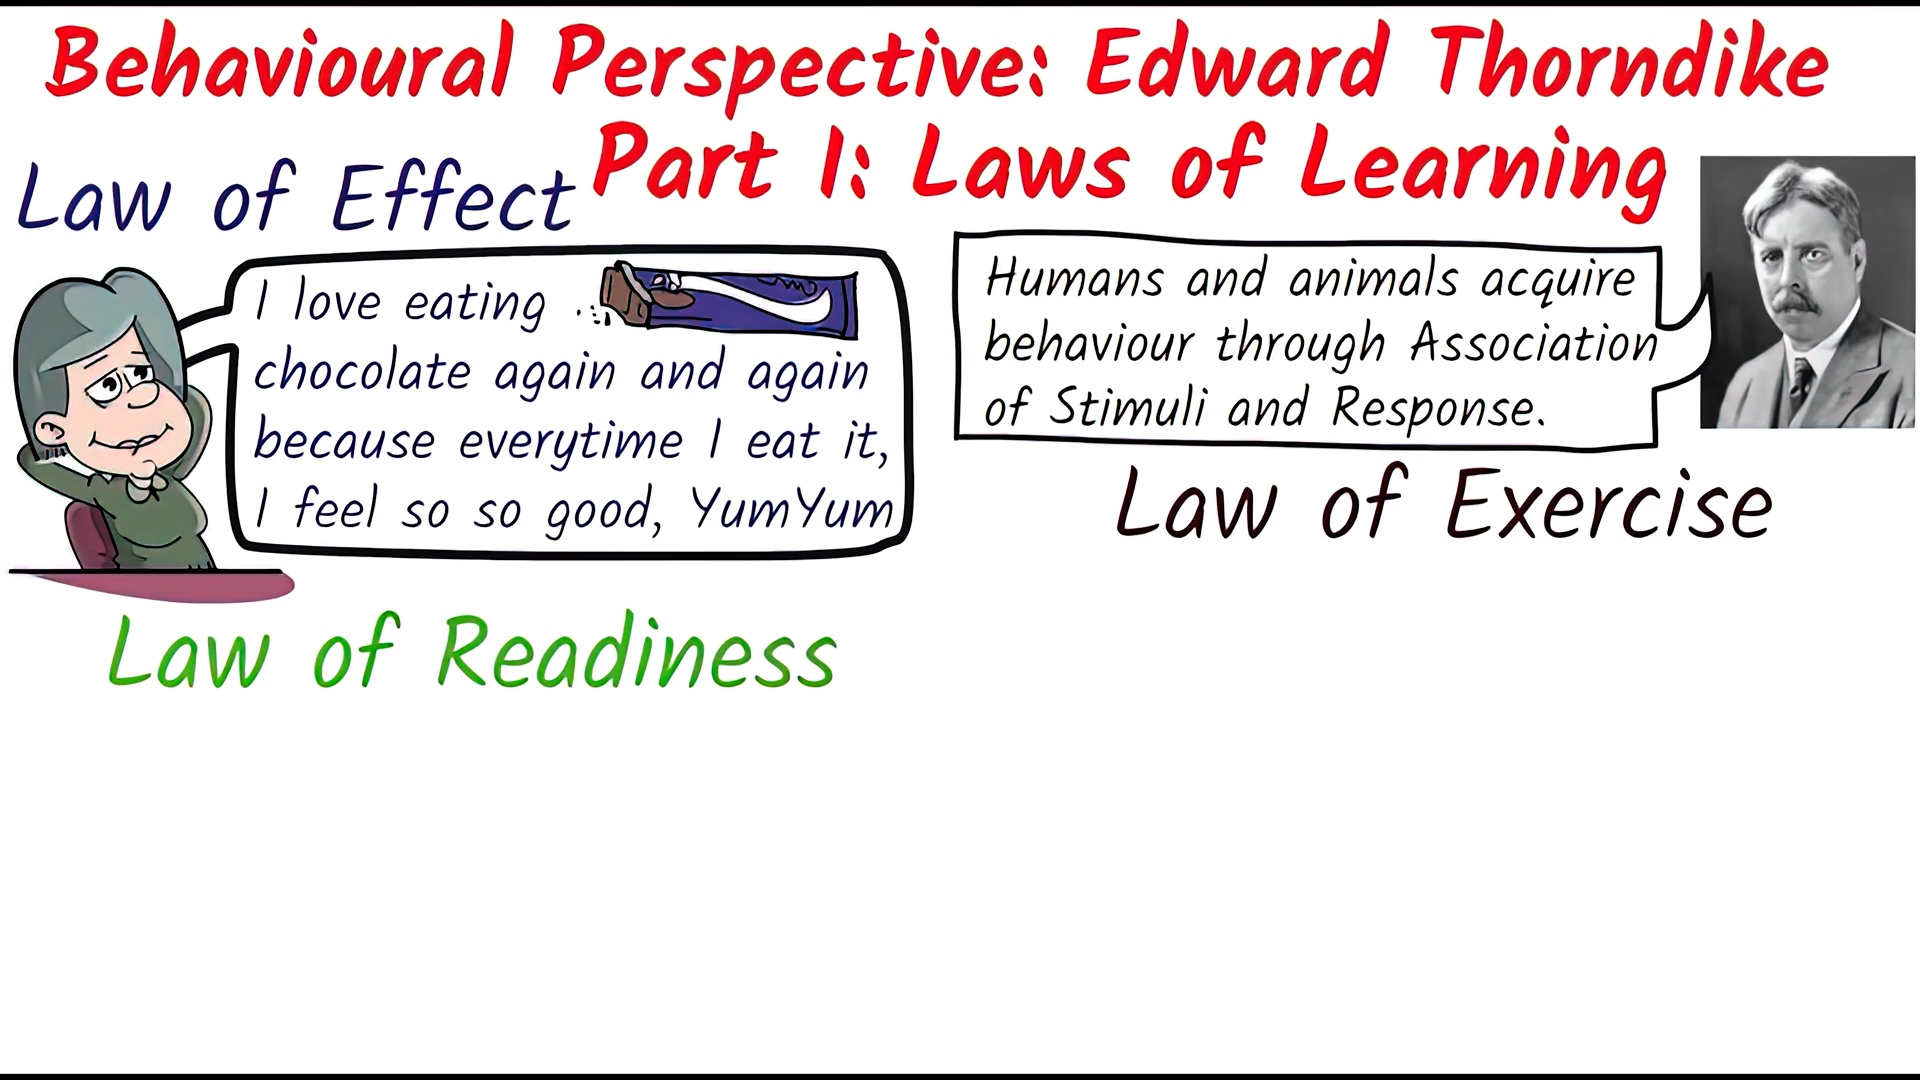 Behavioural Perspective: Edward Thorndike
Part I: Laws of Learning
Law of Effect
I love eating
chocolate again and again
because everytime I eat it,
I feel so so good, YumYum
Humans and animals acquire
behaviour through Association
of Stimuli and Response.
Law of Exercise
Law of Readiness